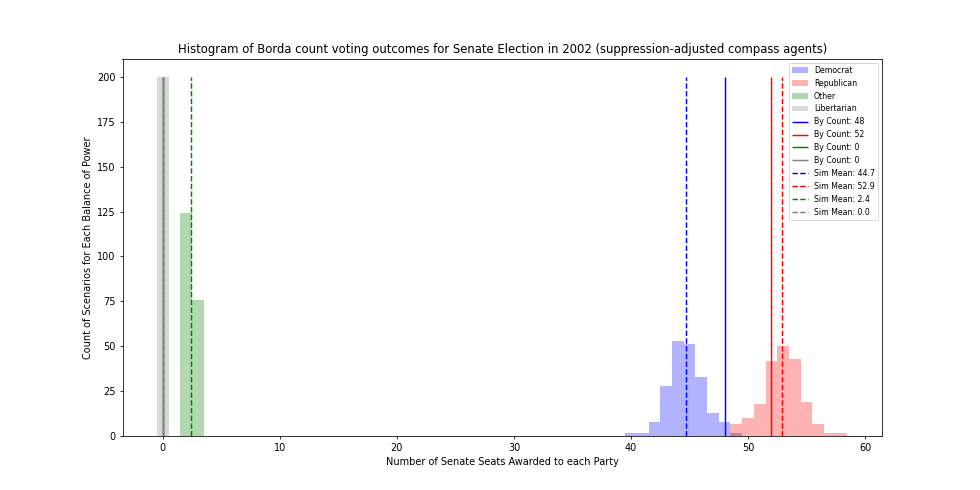 Histogram of Borda count voting outcomes for Senate Election in 2002 (suppression-adjusted compass agents)
Democrat
Republican
Other
Libertarian
By Count: 48
By Count: 52
By Count: 0
By Count: 0
Sim Mean: 44.7
Sim Mean: 52.9
Sim Mean: 2.4
Sim Mean: 0.0
Count of Scenarios for Each Balance of Power
200
175
150
125
100
75
50
25
0
0 10 20 30 40 50 60
Number of Senate Seats Awarded to each Party